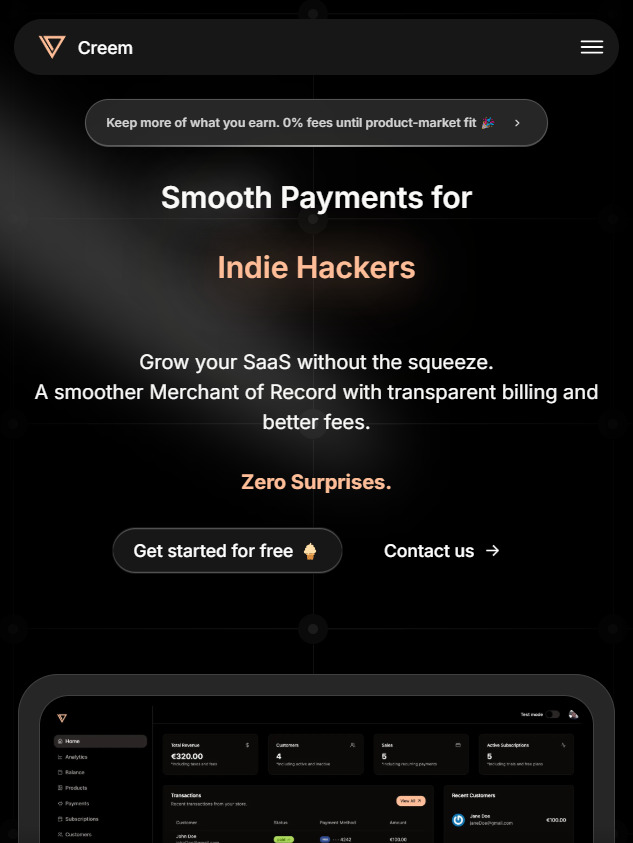 Creem
Keep more of what you earn. 0% fees until product-market fit 🎉
Smooth Payments for
Indie Hackers
Grow your SaaS without the squeeze.
A smoother Merchant of Record with transparent billing and
better fees.
Zero Surprises.
Get started for free 🍦
Contact us →
Test mode
Home
Analytics
Balance
Products
Payments
Subscriptions
Customers
Total Revenue $
€320.00
*Including taxes and fees
Customers
4
*Including active and inactive
Sales
5
*Including recurring payments
Active Subscriptions
5
*Including trials and free plans
Transactions
Recent transactions from your store.
View All
Customer Status Payment Method Amount
John Doe
4242 €100.00
Recent Customers
Jane Doe
janeDoe@gmail.com
€100.00